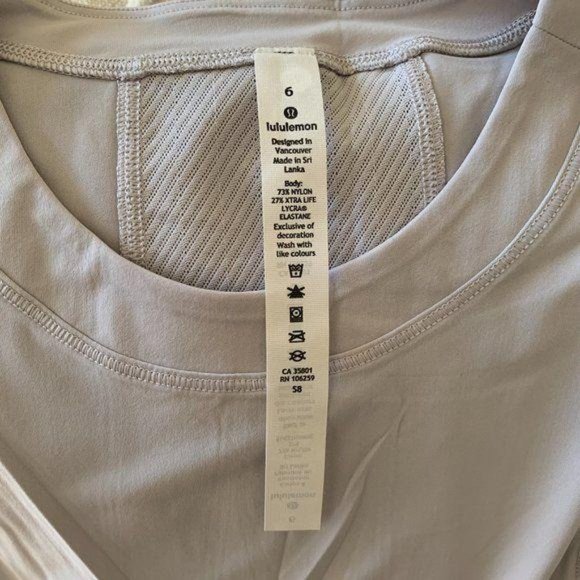 6
lululemon
Designed in
Vancouver
Made in Sri
Lanka
Body:
73% NYLON
27% XTRA LIFE
LYCRA®
ELASTANE
Exclusive of
decoration
Wash with
like colours
CA 35801
RN 106259
58